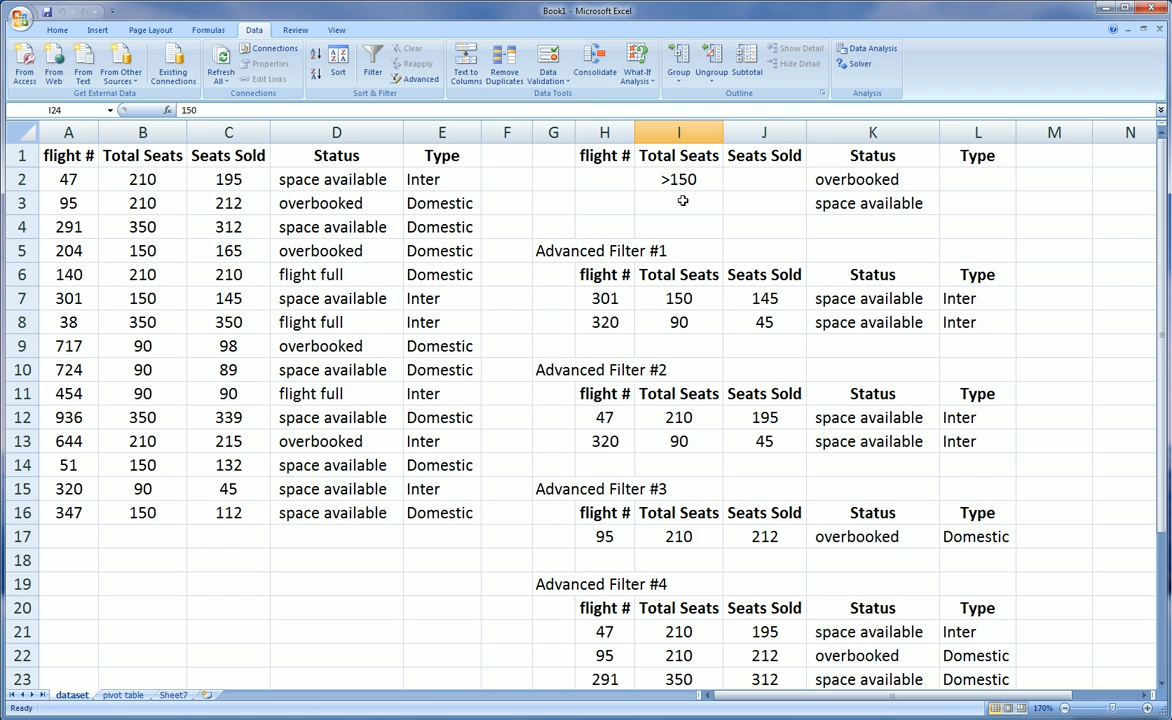 Book1 - Microsoft Excel
Home Insert Page Layout Formulas Data Review View
From Access
From Web
From Text
From Other Sources
Existing Connections
Get External Data
Refresh All
Connections
Properties
Edit Links
Connections
Sort
Filter
Clear
Reapply
Advanced
Sort & Filter
Text to Columns
Remove Duplicates
Data Validation
Consolidate
What-If Analysis
Data Tools
Group
Ungroup
Subtotal
Show Detail
Hide Detail
Outline
Data Analysis
Solver
Analysis
I24 fx 150
A B C D E F G H I J K L M N
1 flight # Total Seats Seats Sold Status Type flight # Total Seats Seats Sold Status Type
2 47 210 195 space available Inter >150 overbooked
3 95 210 212 overbooked Domestic space available
4 291 350 312 space available Domestic
5 204 150 165 overbooked Domestic Advanced Filter #1
6 140 210 210 flight full Domestic flight # Total Seats Seats Sold Status Type
7 301 150 145 space available Inter 301 150 145 space available Inter
8 38 350 350 flight full Inter 320 90 45 space available Inter
9 717 90 98 overbooked Domestic
10 724 90 89 space available Domestic Advanced Filter #2
11 454 90 90 flight full Inter flight # Total Seats Seats Sold Status Type
12 936 350 339 space available Domestic 47 210 195 space available Inter
13 644 210 215 overbooked Inter 320 90 45 space available Inter
14 51 150 132 space available Domestic
15 320 90 45 space available Inter Advanced Filter #3
16 347 150 112 space available Domestic flight # Total Seats Seats Sold Status Type
17 95 210 212 overbooked Domestic
18
19 Advanced Filter #4
20 flight # Total Seats Seats Sold Status Type
21 47 210 195 space available Inter
22 95 210 212 overbooked Domestic
23 291 350 312 space available Domestic
dataset pivot table Sheet7
Ready 170%